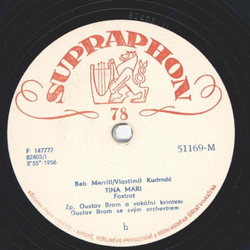 SUPRAPHON
78
F 147777
82405/I
2'55"-1956
51169-M
Bob Merrill/Vlastimil Kudrnáč
TINA MARI
Foxtrot
Zp. Gustav Brom a vokální kvinteto
Gustav Brom se svým orchestrem
h